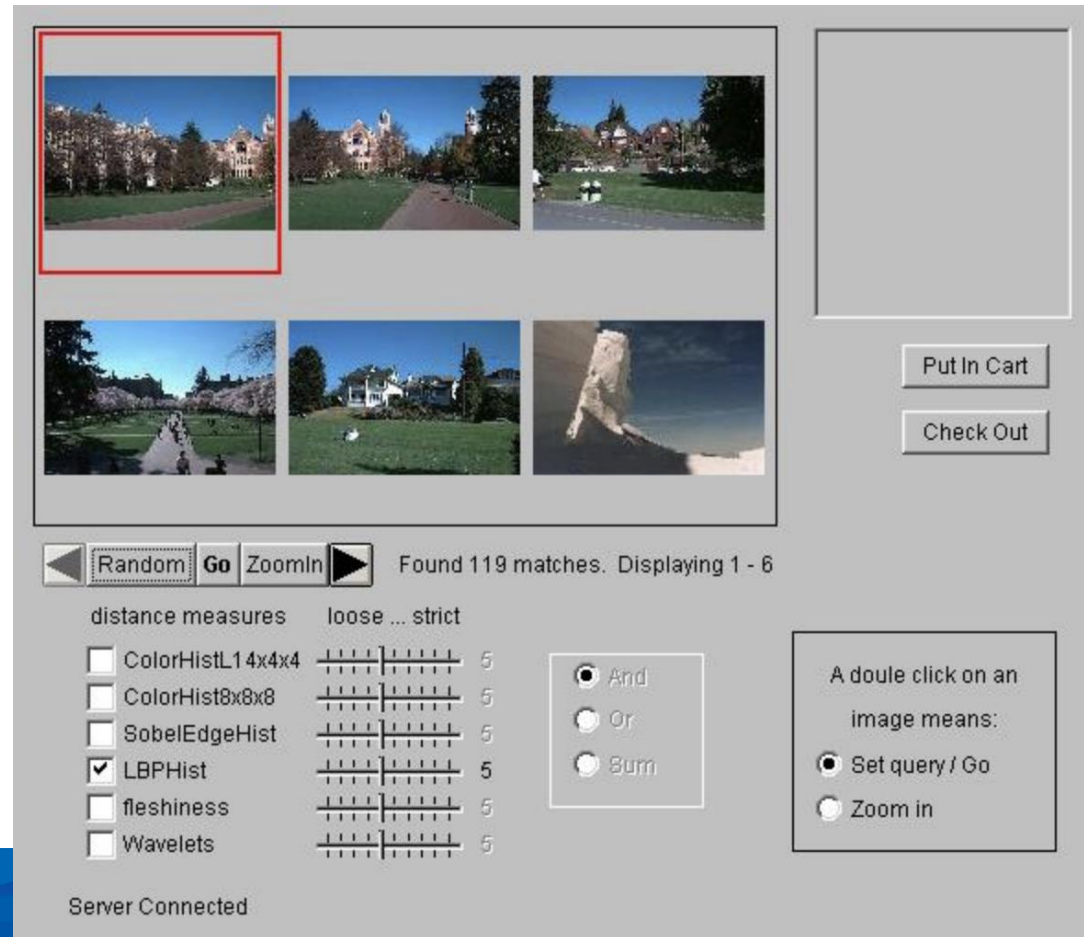 Put In Cart
Check Out
Random Go ZoomIn Found 119 matches. Displaying 1 - 6
distance measures loose ... strict
ColorHistL14x4x4 5
ColorHist8x8x8 5
SobelEdgeHist 5
LBPHist 5
fleshiness 5
Wavelets 5
And
Or
Sum
A doule click on an
image means:
Set query / Go
Zoom in
Server Connected